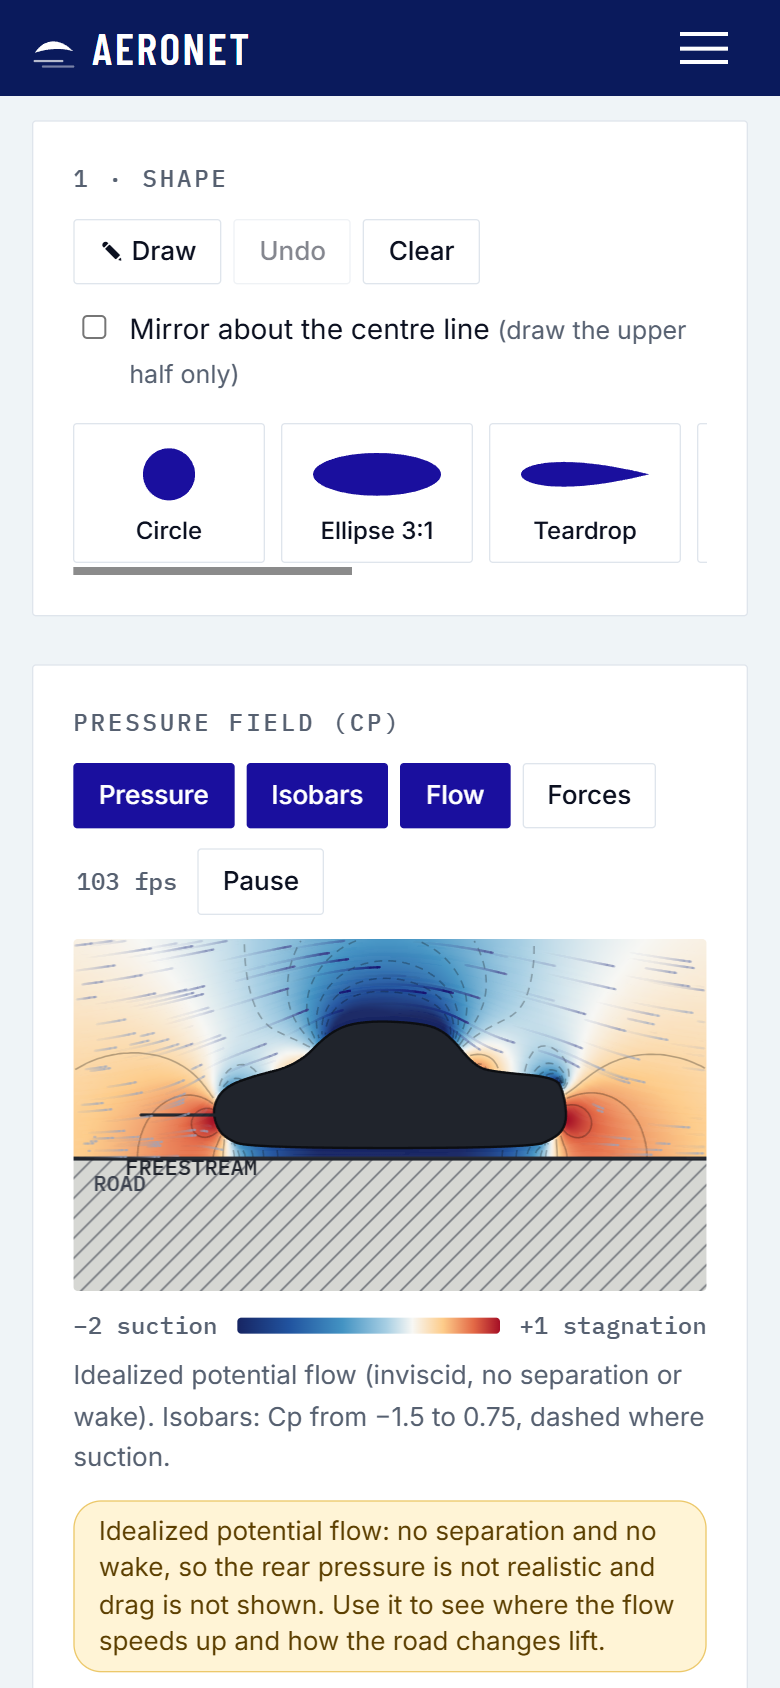 AERONET
1 · SHAPE
Draw
Undo
Clear
Mirror about the centre line (draw the upper
half only)
Circle
Ellipse 3:1
Teardrop
PRESSURE FIELD (CP)
Pressure
Isobars
Flow
Forces
103 fps
Pause
FREESTREAM
ROAD
−2 suction
+1 stagnation
Idealized potential flow (inviscid, no separation or
wake). Isobars: Cp from −1.5 to 0.75, dashed where
suction.
Idealized potential flow: no separation and no
wake, so the rear pressure is not realistic and
drag is not shown. Use it to see where the flow
speeds up and how the road changes lift.